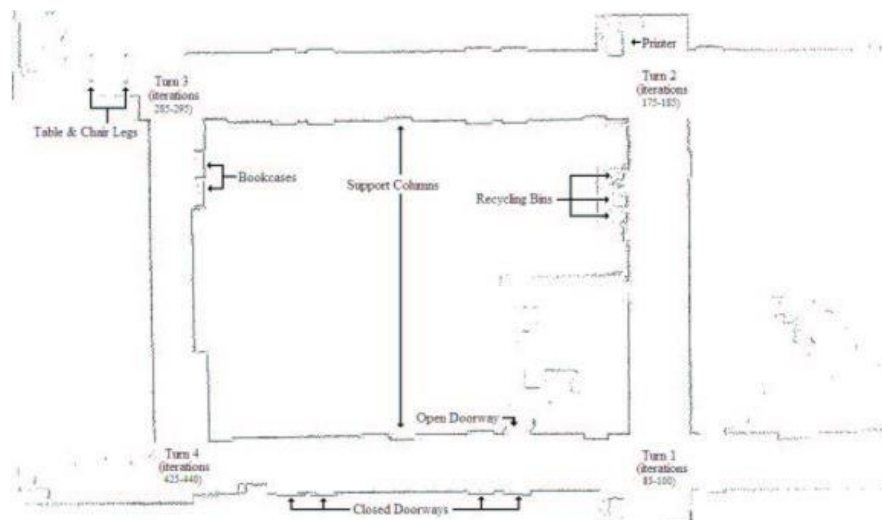 Printer
Turn 3
(iterations
285-295)
Turn 2
(iterations
175-185)
Table & Chair Legs
Bookcases
Support Columns
Recycling Bins
Open Doorway
Turn 4
(iterations
425-440)
Turn 1
(iterations
85-100)
Closed Doorways